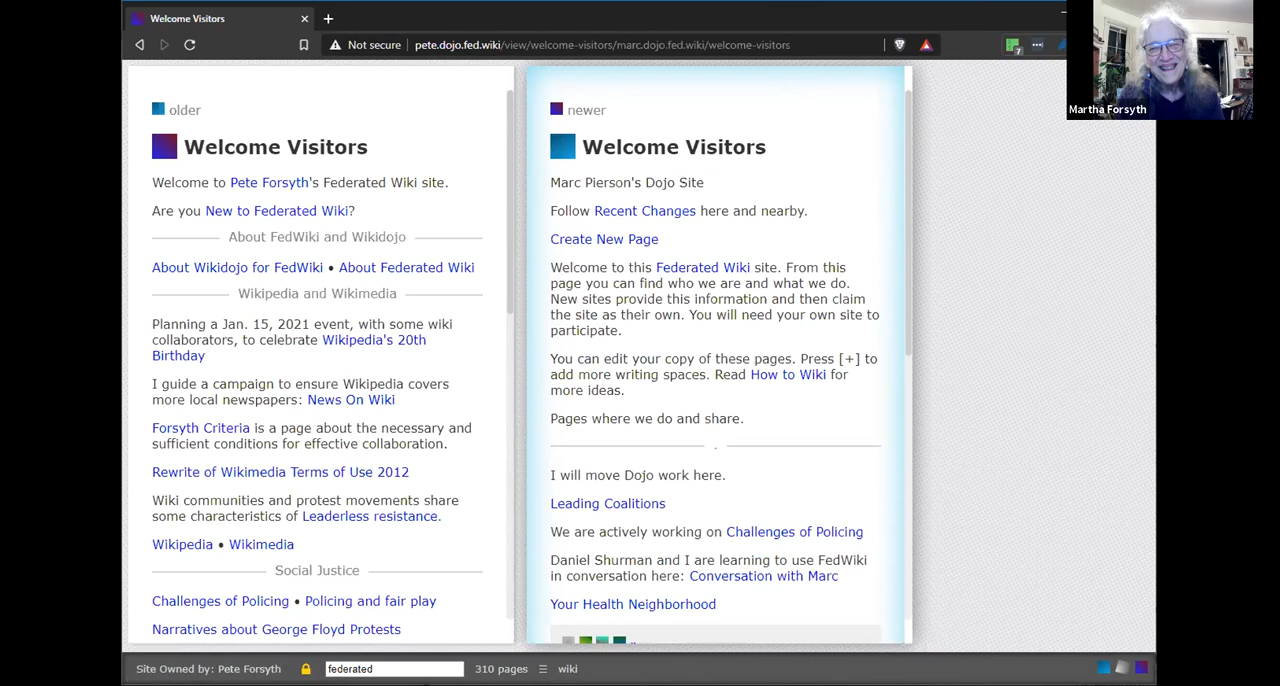 Welcome Visitors
Not secure
pete.dojo.fed.wiki/view/welcome-visitors/marc.dojo.fed.wiki/welcome-visitors
7
Martha Forsyth
older
Welcome Visitors
Welcome to Pete Forsyth's Federated Wiki site.
Are you New to Federated Wiki?
About FedWiki and Wikidojo
About Wikidojo for FedWiki • About Federated Wiki
Wikipedia and Wikimedia
Planning a Jan. 15, 2021 event, with some wiki
collaborators, to celebrate Wikipedia's 20th
Birthday
I guide a campaign to ensure Wikipedia covers
more local newspapers: News On Wiki
Forsyth Criteria is a page about the necessary and
sufficient conditions for effective collaboration.
Rewrite of Wikimedia Terms of Use 2012
Wiki communities and protest movements share
some characteristics of Leaderless resistance.
Wikipedia • Wikimedia
Social Justice
Challenges of Policing • Policing and fair play
Narratives about George Floyd Protests
newer
Welcome Visitors
Marc Pierson's Dojo Site
Follow Recent Changes here and nearby.
Create New Page
Welcome to this Federated Wiki site. From this
page you can find who we are and what we do.
New sites provide this information and then claim
the site as their own. You will need your own site to
participate.
You can edit your copy of these pages. Press [+] to
add more writing spaces. Read How to Wiki for
more ideas.
Pages where we do and share.
.
I will move Dojo work here.
Leading Coalitions
We are actively working on Challenges of Policing
Daniel Shurman and I are learning to use FedWiki
in conversation here: Conversation with Marc
Your Health Neighborhood
Site Owned by: Pete Forsyth
federated
310 pages
wiki